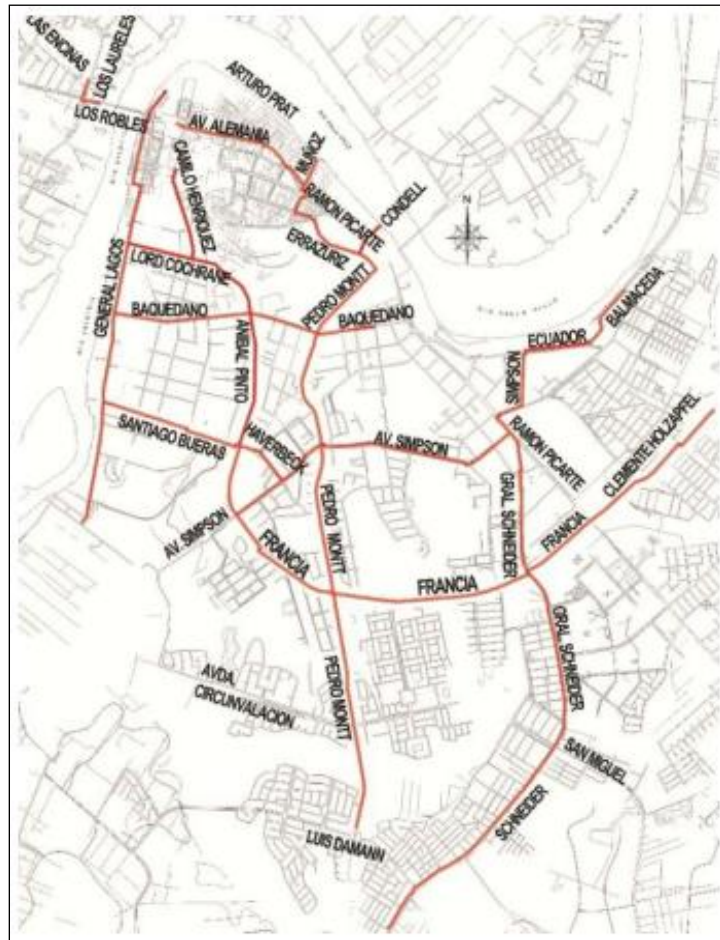 LAS ENCINAS
LOS LAURELES
LOS ROBLES
ARTURO PRAT
AV. ALEMANIA
MUÑOZ
CAMILO HENRIQUEZ
RAMON PICARTE
CONDELL
ERRAZURIZ
LORD COCHRANE
PEDRO MONTT
GENERAL LAGOS
BAQUEDANO
BAQUEDANO
ANIBAL PINTO
BALMACEDA
ECUADOR
SIMPSON
N
SANTIAGO BUERAS
HAVERBECK
AV. SIMPSON
RAMON PICARTE
CLEMENTE HOLZAPFEL
AV. SIMPSON
PEDRO MONTT
GRAL SCHNEIDER
FRANCIA
FRANCIA
FRANCIA
GRAL SCHNEIDER
AVDA.
CIRCUNVALACION
PEDRO MONTT
SAN MIGUEL
SCHNEIDER
LUIS DAMANN